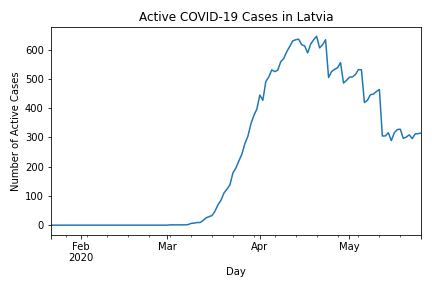 Active COVID-19 Cases in Latvia
Number of Active Cases
600
500
400
300
200
100
0
Feb
2020
Mar
Apr
May
Day